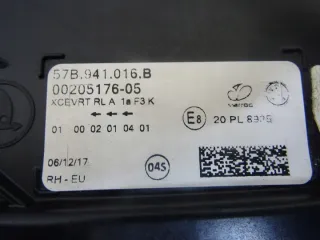 57B.941.016.B
00205176-05
XCEVRT RL A 1a F3 K
01 00 02 01 04 01
E8
20 PL 8905
06/12/17
04S
RH - EU